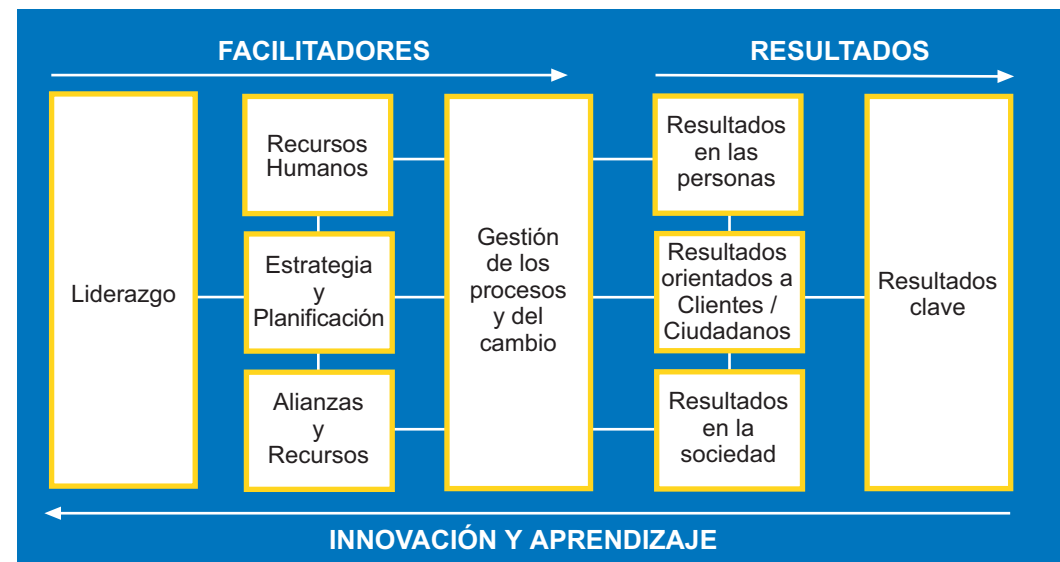 FACILITADORES
RESULTADOS
Liderazgo
Recursos
Humanos
Estrategia
y
Planificación
Alianzas
y
Recursos
Gestión
de los
procesos
y del
cambio
Resultados
en las
personas
Resultados
orientados a
Clientes /
Ciudadanos
Resultados
en la
sociedad
Resultados
clave
INNOVACIÓN Y APRENDIZAJE